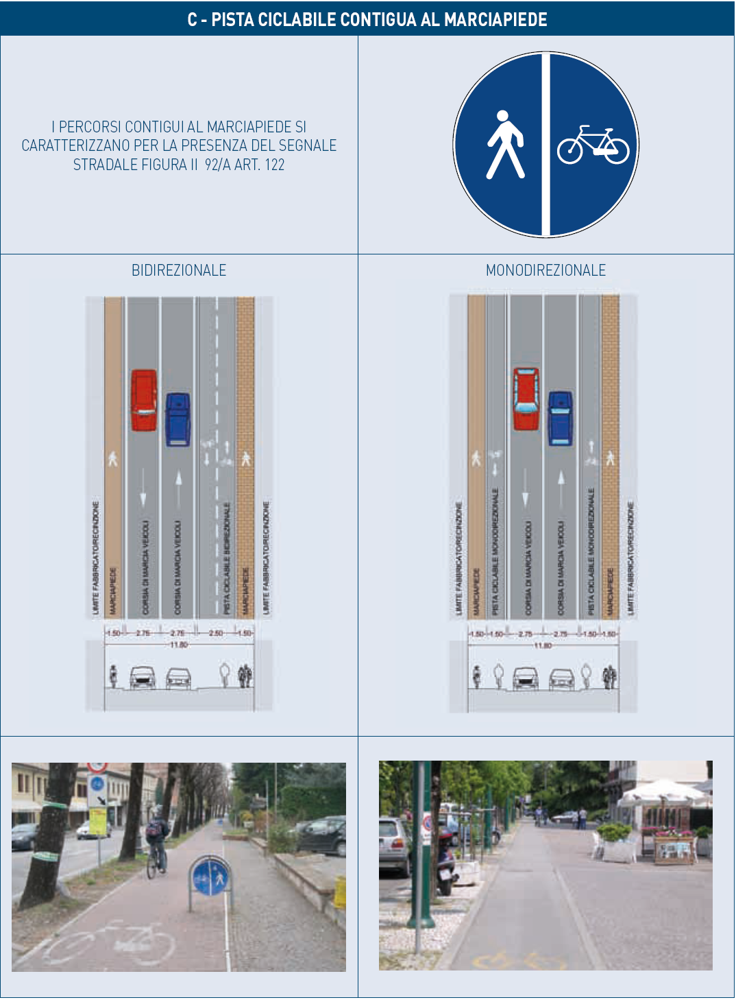 C - PISTA CICLABILE CONTIGUA AL MARCIAPIEDE
I PERCORSI CONTIGUI AL MARCIAPIEDE SI
CARATTERIZZANO PER LA PRESENZA DEL SEGNALE
STRADALE FIGURA II 92/A ART. 122
BIDIREZIONALE
LIMITE FABBRICATO/RECINZIONE
MARCIAPIEDE
CORSIA DI MARCIA VEICOLI
CORSIA DI MARCIA VEICOLI
PISTA CICLABILE BIDIREZIONALE
MARCIAPIEDE
LIMITE FABBRICATO/RECINZIONE
1.50 2.75 2.75 2.50 1.50
11.80
MONODIREZIONALE
LIMITE FABBRICATO/RECINZIONE
MARCIAPIEDE
PISTA CICLABILE MONODIREZIONALE
CORSIA DI MARCIA VEICOLI
CORSIA DI MARCIA VEICOLI
PISTA CICLABILE MONODIREZIONALE
MARCIAPIEDE
LIMITE FABBRICATO/RECINZIONE
1.50 1.50 2.75 2.75 1.50 1.50
11.80